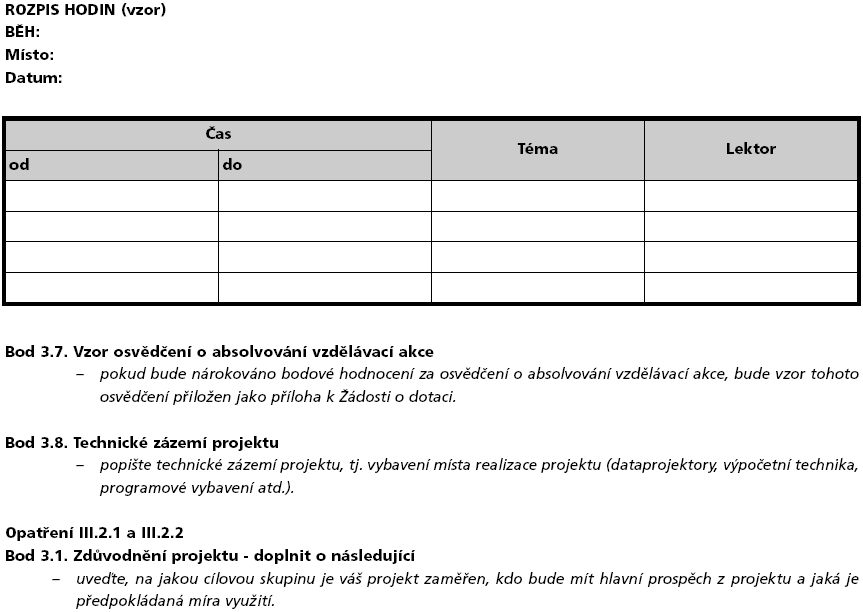 ROZPIS HODIN (vzor)
BĚH:
Místo:
Datum:
Čas
Téma
Lektor
od
do
Bod 3.7. Vzor osvědčení o absolvování vzdělávací akce
– pokud bude nárokováno bodové hodnocení za osvědčení o absolvování vzdělávací akce, bude vzor tohoto
osvědčení přiložen jako příloha k Žádosti o dotaci.
Bod 3.8. Technické zázemí projektu
– popište technické zázemí projektu, tj. vybavení místa realizace projektu (dataprojektory, výpočetní technika,
programové vybavení atd.).
Opatření III.2.1 a III.2.2
Bod 3.1. Zdůvodnění projektu - doplnit o následující
– uveďte, na jakou cílovou skupinu je váš projekt zaměřen, kdo bude mít hlavní prospěch z projektu a jaká je
předpokládaná míra využití.